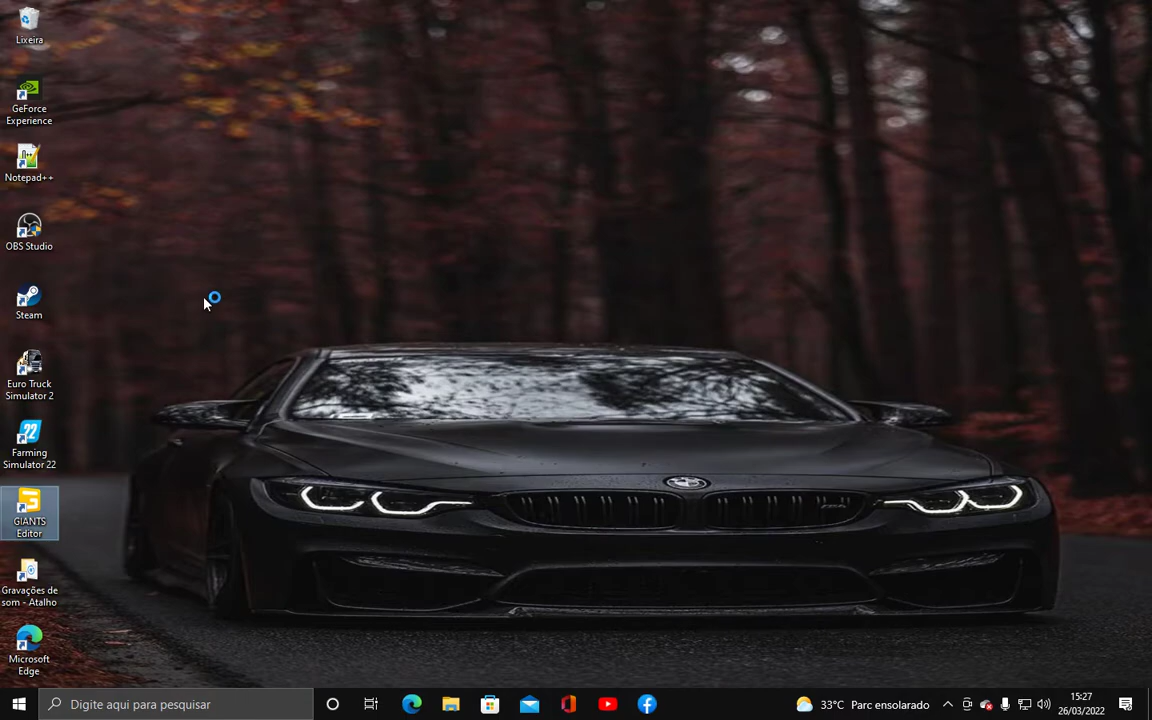 Lixeira
GeForce
Experience
Notepad++
OBS Studio
Steam
Euro Truck
Simulator 2
22
Farming
Simulator 22
GIANTS
Editor
Gravações de
som - Atalho
Microsoft
Edge
Digite aqui para pesquisar
33°C Parc ensolarado
15:27
26/03/2022